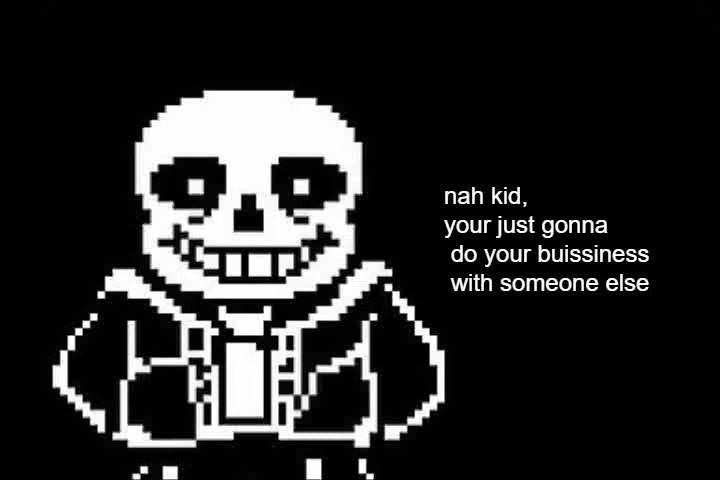 nah kid,
your just gonna
do your buissiness
with someone else